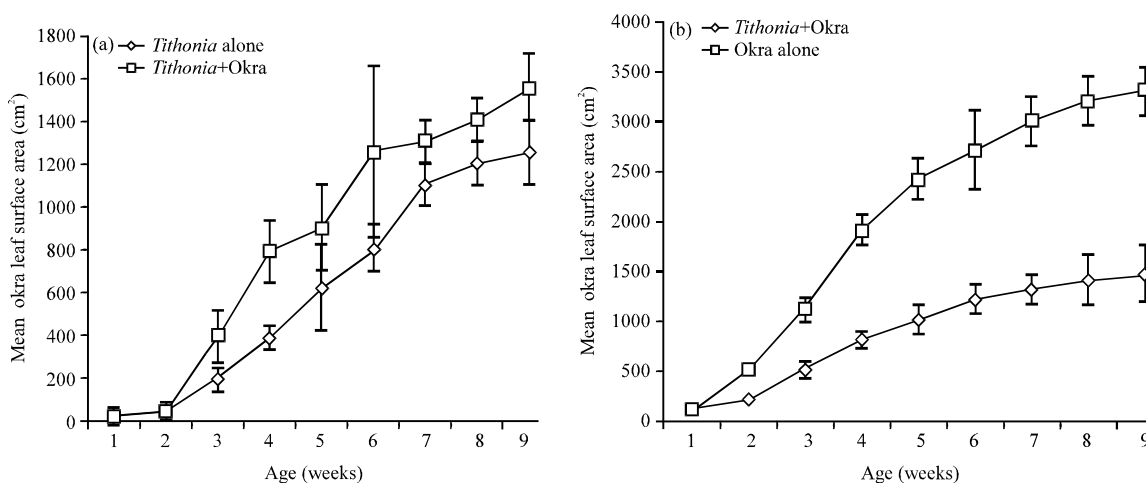 (a)
Tithonia alone
Tithonia+Okra
Mean okra leaf surface area (cm²)
1800
1600
1400
1200
1000
800
600
400
200
0
1 2 3 4 5 6 7 8 9
Age (weeks)
(b)
Tithonia+Okra
Okra alone
Mean okra leaf surface area (cm²)
4000
3500
3000
2500
2000
1500
1000
500
0
1 2 3 4 5 6 7 8 9
Age (weeks)